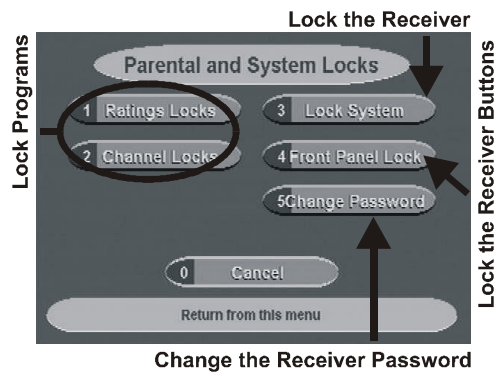 Lock the Receiver
Lock Programs
Parental and System Locks
1 Ratings Locks
3 Lock System
2 Channel Locks
4 Front Panel Lock
5Change Password
Lock the Receiver Buttons
0 Cancel
Return from this menu
Change the Receiver Password